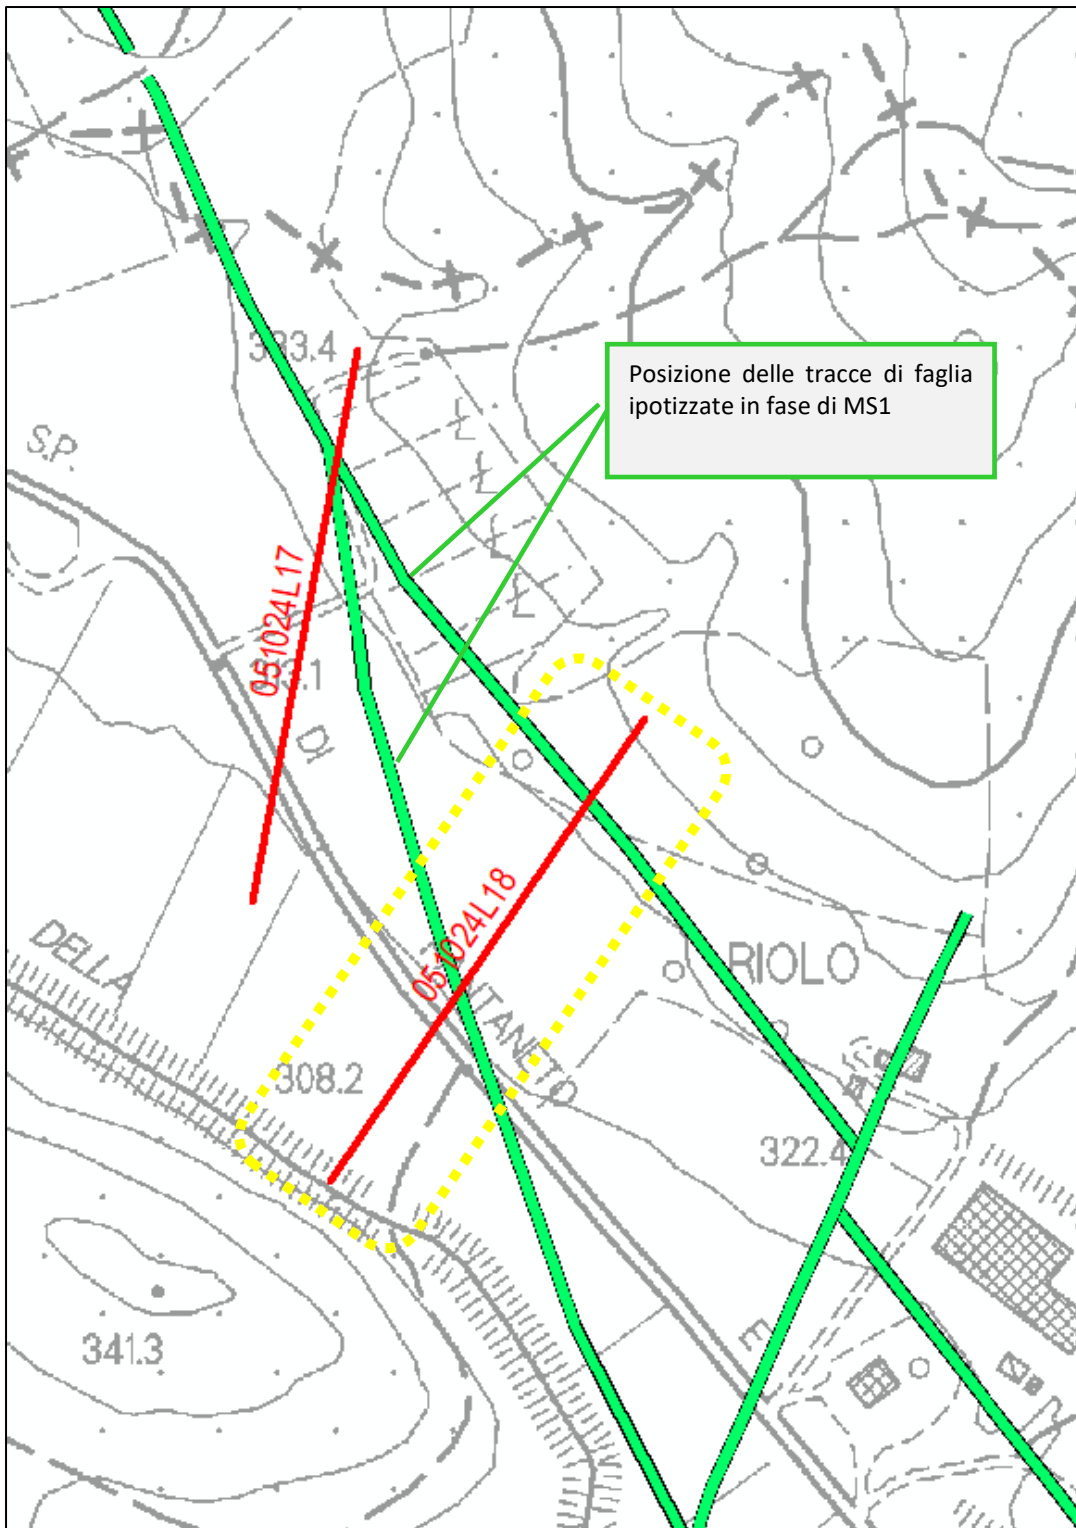 333.4
Posizione delle tracce di faglia
ipotizzate in fase di MS1
S.P.
051024L17
DI
051024L18
DELLA
RIOLO
308.2
322.4
E
341.3